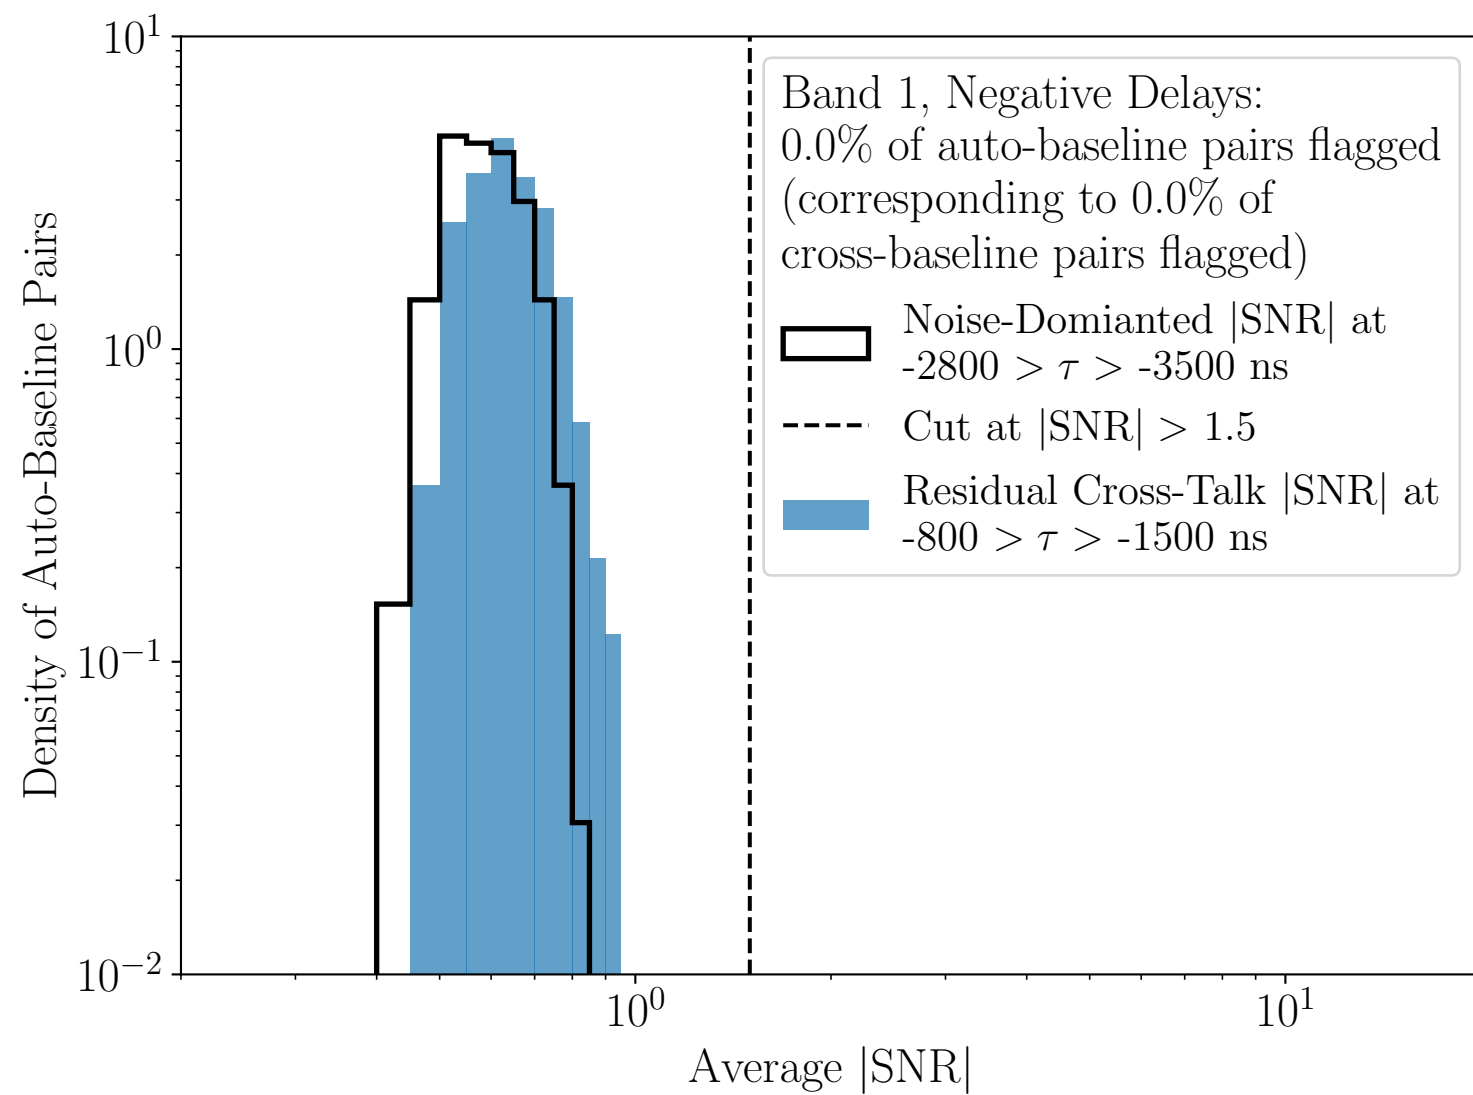 10¹
10⁰
10⁻¹
10⁻²
Density of Auto-Baseline Pairs
Band 1, Negative Delays:
0.0% of auto-baseline pairs flagged
(corresponding to 0.0% of
cross-baseline pairs flagged)
Noise-Domianted |SNR| at
-2800 > τ > -3500 ns
Cut at |SNR| > 1.5
Residual Cross-Talk |SNR| at
-800 > τ > -1500 ns
10⁰
10¹
Average |SNR|